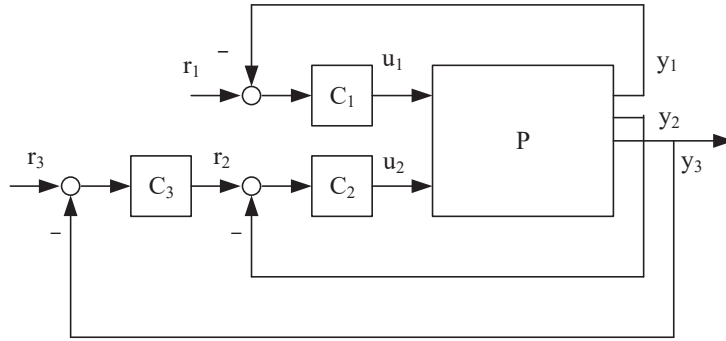 − y₁
r₁ C₁ u₁
P
y₂
r₃ C₃ r₂ C₂ u₂ y₃
− −